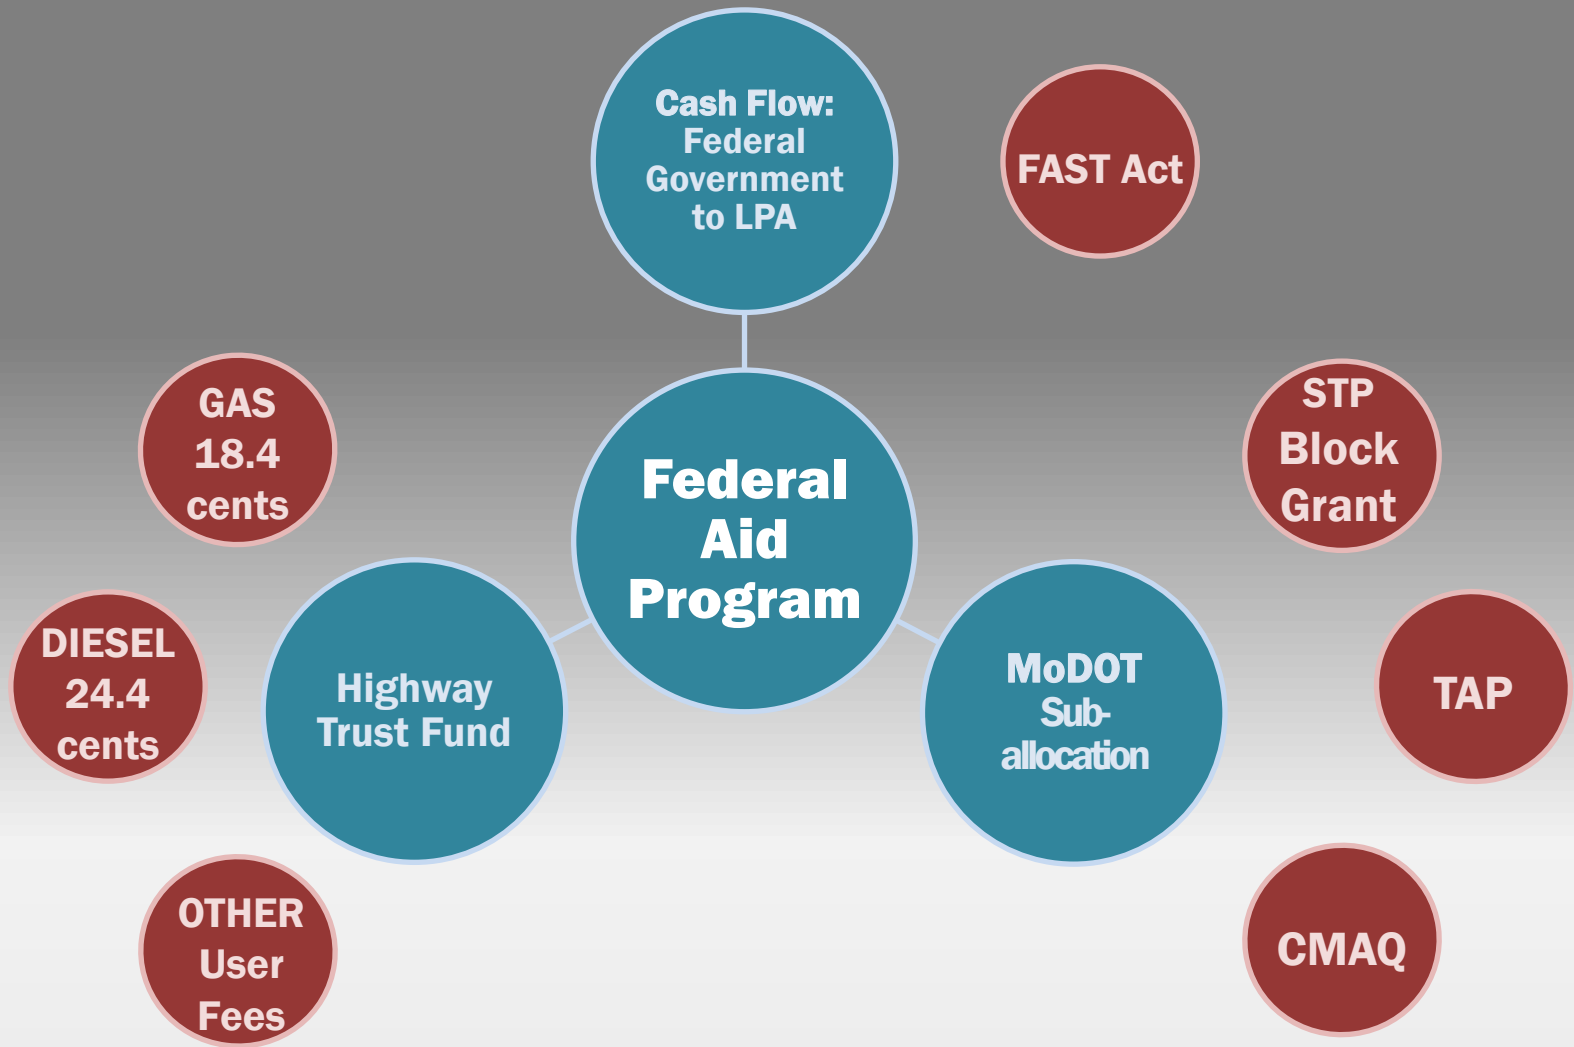 Cash Flow:
Federal
Government
to LPA
FAST Act
GAS
18.4
cents
STP
Block
Grant
Federal
Aid
Program
DIESEL
24.4
cents
Highway
Trust Fund
MoDOT
Sub-
allocation
TAP
OTHER
User
Fees
CMAQ